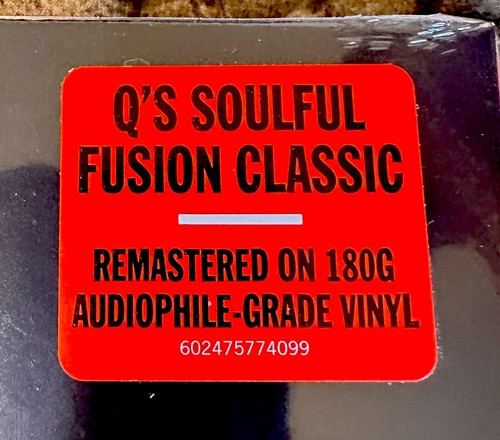 Q'S SOULFUL
FUSION CLASSIC
REMASTERED ON 180G
AUDIOPHILE-GRADE VINYL
602475774099